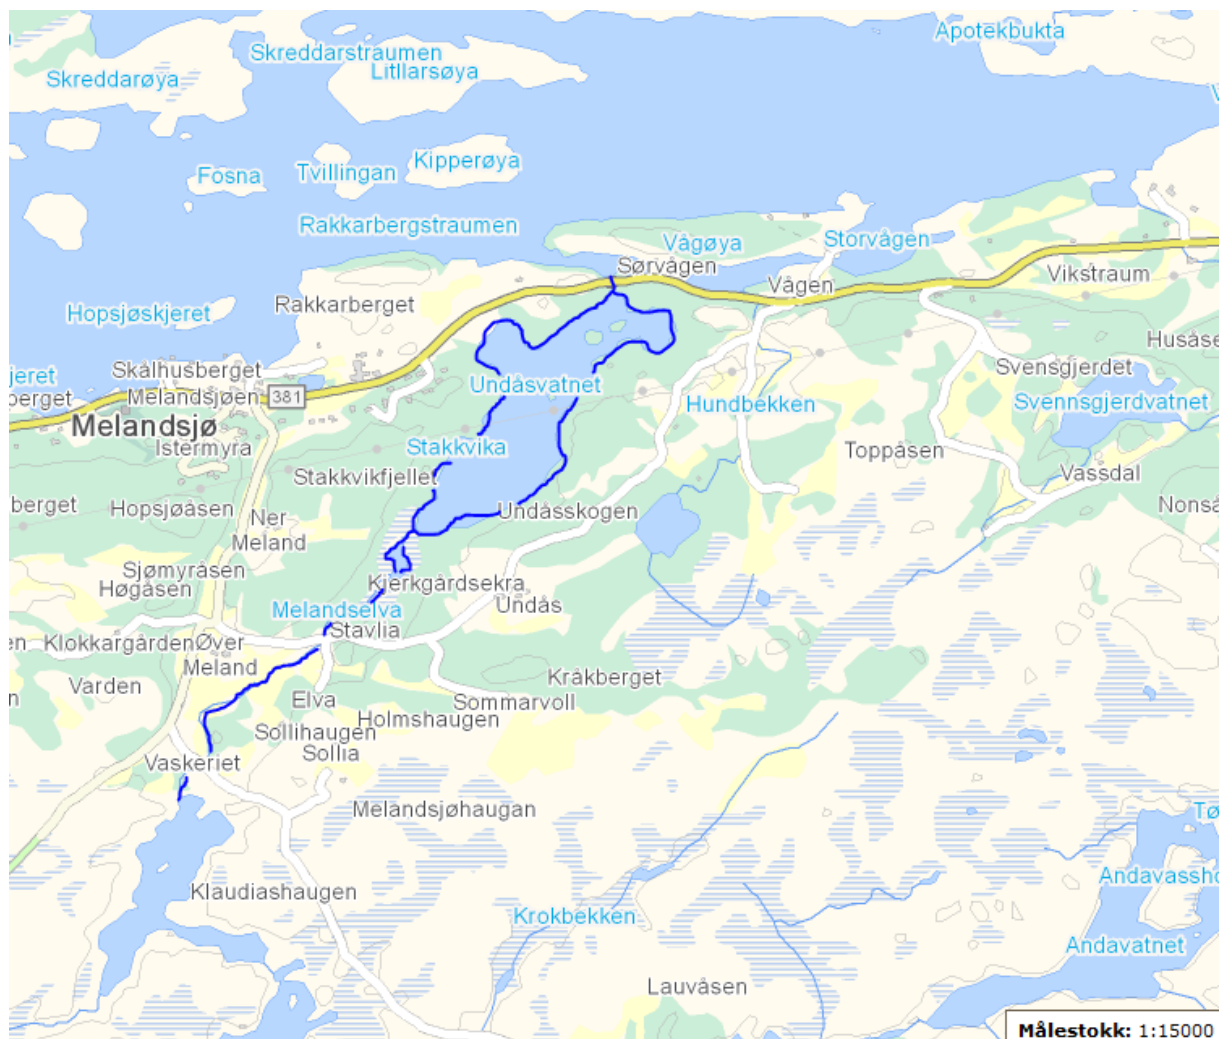 Apotekbukta
Skreddarstraumen
Litllarsøya
Skreddarøya
Kipperøya
Tvillingan
Fosna
Rakkarbergstraumen
Vågøya
Storvågen
Sørvågen
Vikstraum
Vågen
Rakkarberget
Hopsjøskjeret
Husåse
Svensgjerdet
Skålhusberget
jeret
Undåsvatnet
berget
Melandsjøen
381
Hundbekken
Svennsgjerdvatnet
Melandsjø
Istermyra
Stakkvika
Toppåsen
Stakkvikfjellet
Vassdal
berget
Hopsjøåsen
Undåsskogen
Nonså
Ner
Meland
Sjømyråsen
Høgåsen
Kjerkgårdsekra
Undås
Melandselva
Stavlia
en
Klokkargården
Øver
Meland
Varden
Kråkberget
n
Elva
Sommarvoll
Holmshaugen
Sollihaugen
Sollia
Vaskeriet
Melandsjøhaugan
Tø
Klaudiashaugen
Andavassho
Krokbekken
Andavatnet
Lauvåsen
Målestokk: 1:15000